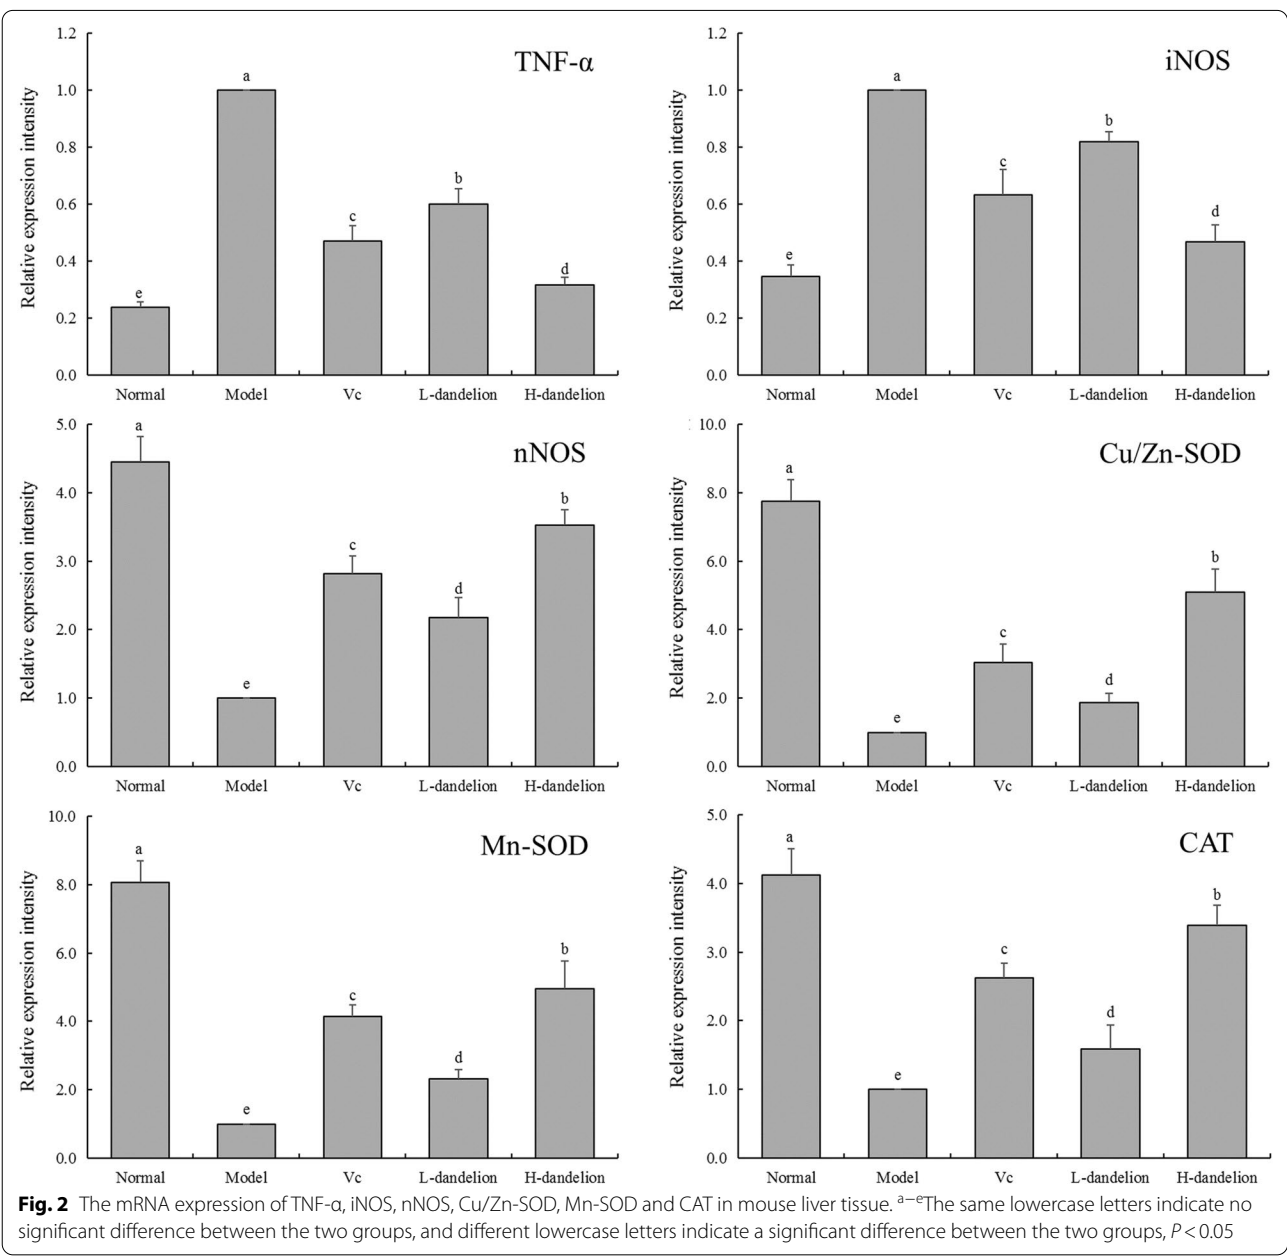 TNF-α
Relative expression intensity
1.2
1.0
0.8
0.6
0.4
0.2
0.0
e
a
c
b
d
Normal Model Vc L-dandelion H-dandelion
iNOS
Relative expression intensity
1.2
1.0
0.8
0.6
0.4
0.2
0.0
e
a
c
b
d
Normal Model Vc L-dandelion H-dandelion
nNOS
Relative expression intensity
5.0
4.0
3.0
2.0
1.0
0.0
a
e
c
d
b
Normal Model Vc L-dandelion H-dandelion
Cu/Zn-SOD
Relative expression intensity
10.0
8.0
6.0
4.0
2.0
0.0
a
e
c
d
b
Normal Model Vc L-dandelion H-dandelion
Mn-SOD
Relative expression intensity
10.0
8.0
6.0
4.0
2.0
0.0
a
e
c
d
b
Normal Model Vc L-dandelion H-dandelion
CAT
Relative expression intensity
5.0
4.0
3.0
2.0
1.0
0.0
a
e
c
d
b
Normal Model Vc L-dandelion H-dandelion
Fig. 2 The mRNA expression of TNF-α, iNOS, nNOS, Cu/Zn-SOD, Mn-SOD and CAT in mouse liver tissue. a–eThe same lowercase letters indicate no
significant difference between the two groups, and different lowercase letters indicate a significant difference between the two groups, P < 0.05